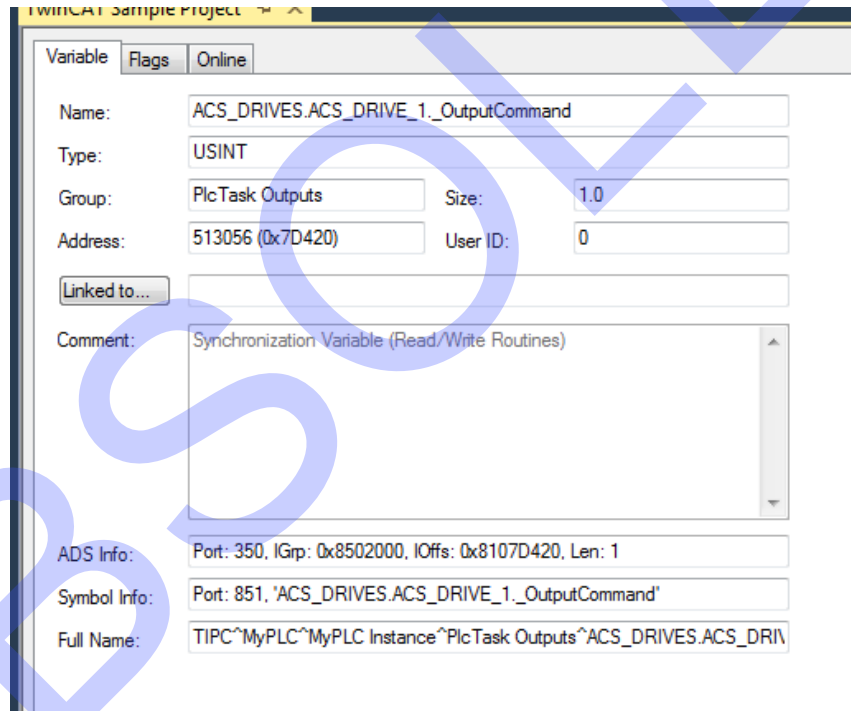 TwinCAT Sample Project
Variable Flags Online
Name: ACS_DRIVES.ACS_DRIVE_1._OutputCommand
Type: USINT
Group: PlcTask Outputs Size: 1.0
Address: 513056 (0x7D420) User ID: 0
Linked to...
Comment: Synchronization Variable (Read/Write Routines)
ADS Info: Port: 350, IGrp: 0x8502000, IOffs: 0x8107D420, Len: 1
Symbol Info: Port: 851, 'ACS_DRIVES.ACS_DRIVE_1._OutputCommand'
Full Name: TIPC^MyPLC^MyPLC Instance^PlcTask Outputs^ACS_DRIVES.ACS_DRIV
BSOLE